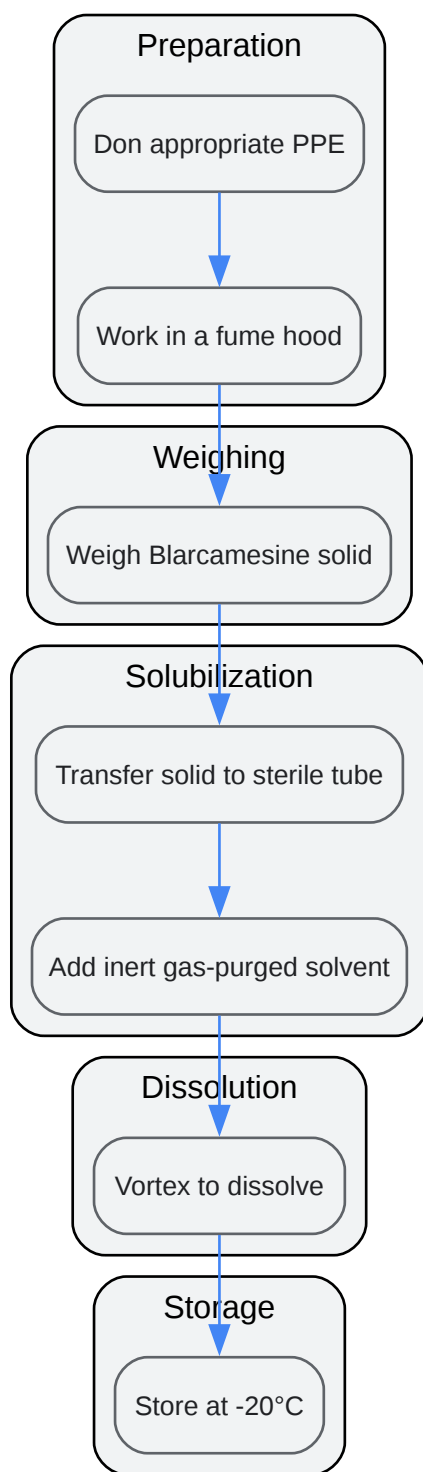 Preparation
Don appropriate PPE
Work in a fume hood
Weighing
Weigh Blarcamesine solid
Solubilization
Transfer solid to sterile tube
Add inert gas-purged solvent
Dissolution
Vortex to dissolve
Storage
Store at -20°C